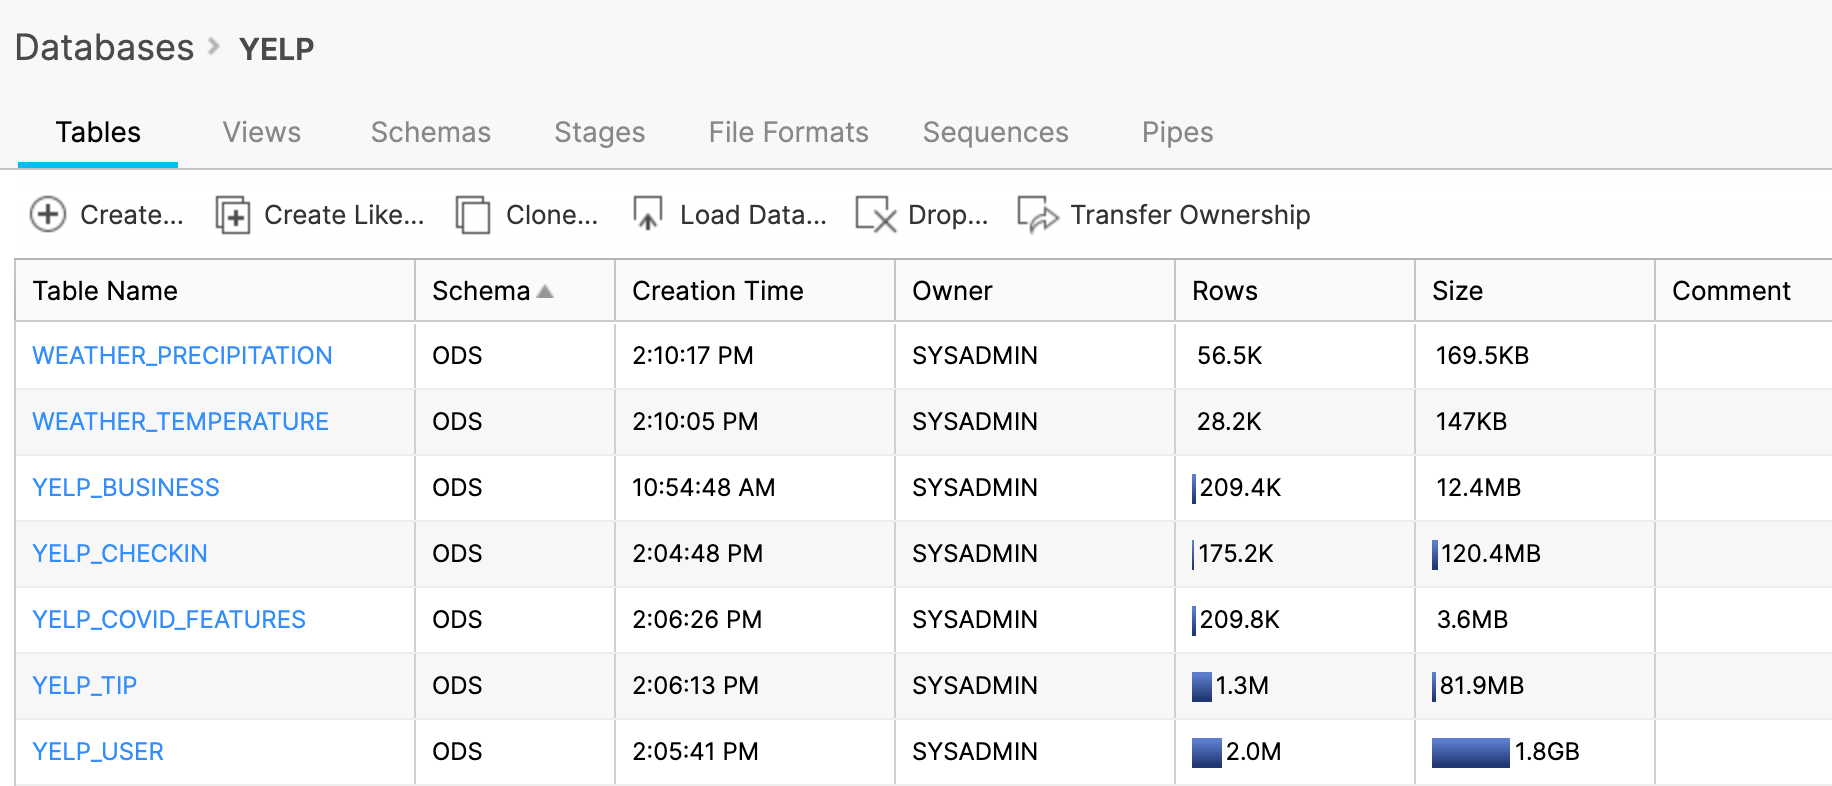 Databases > YELP
Tables Views Schemas Stages File Formats Sequences Pipes
Create... Create Like... Clone... Load Data... Drop... Transfer Ownership
Table Name Schema Creation Time Owner Rows Size Comment
WEATHER_PRECIPITATION ODS 2:10:17 PM SYSADMIN 56.5K 169.5KB
WEATHER_TEMPERATURE ODS 2:10:05 PM SYSADMIN 28.2K 147KB
YELP_BUSINESS ODS 10:54:48 AM SYSADMIN 209.4K 12.4MB
YELP_CHECKIN ODS 2:04:48 PM SYSADMIN 175.2K 120.4MB
YELP_COVID_FEATURES ODS 2:06:26 PM SYSADMIN 209.8K 3.6MB
YELP_TIP ODS 2:06:13 PM SYSADMIN 1.3M 81.9MB
YELP_USER ODS 2:05:41 PM SYSADMIN 2.0M 1.8GB